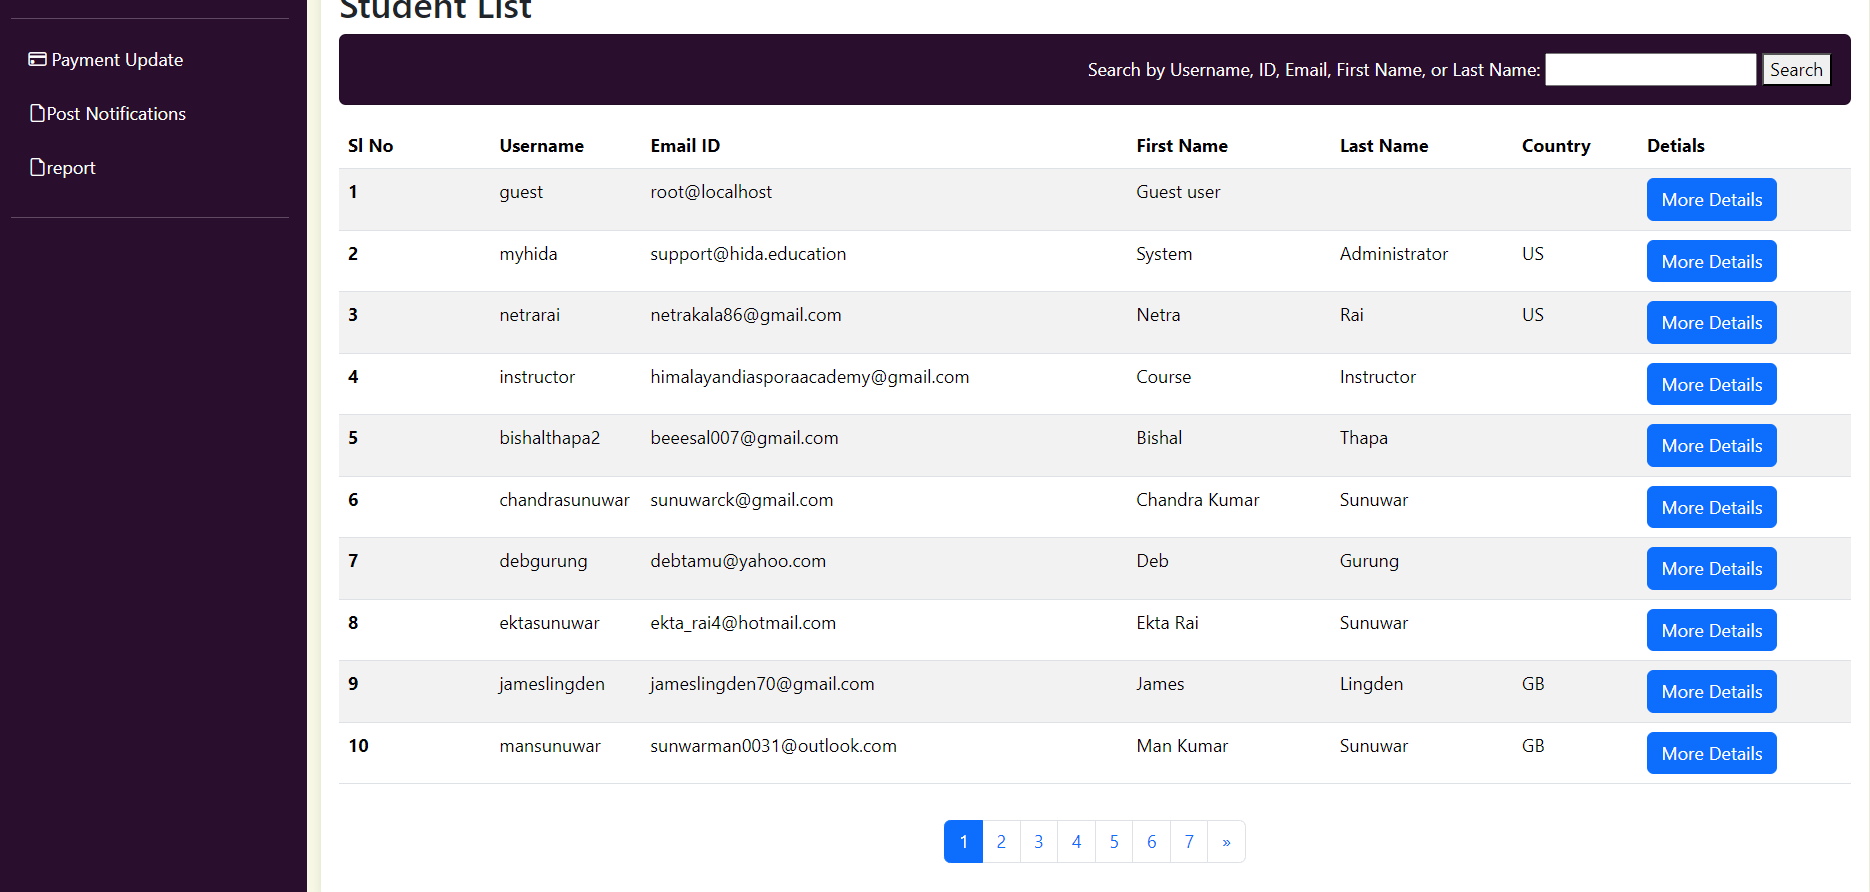 Student List
Payment Update
Post Notifications
report
Search by Username, ID, Email, First Name, or Last Name: Search
Sl No Username Email ID First Name Last Name Country Detials
1 guest root@localhost Guest user More Details
2 myhida support@hida.education System Administrator US More Details
3 netrarai netrakala86@gmail.com Netra Rai US More Details
4 instructor himalayandiasporaacademy@gmail.com Course Instructor More Details
5 bishalthapa2 beeesal007@gmail.com Bishal Thapa More Details
6 chandrasunuwar sunuwarck@gmail.com Chandra Kumar Sunuwar More Details
7 debgurung debtamu@yahoo.com Deb Gurung More Details
8 ektasunuwar ekta_rai4@hotmail.com Ekta Rai Sunuwar More Details
9 jameslingden jameslingden70@gmail.com James Lingden GB More Details
10 mansunuwar sunwarman0031@outlook.com Man Kumar Sunuwar GB More Details
1 2 3 4 5 6 7 »